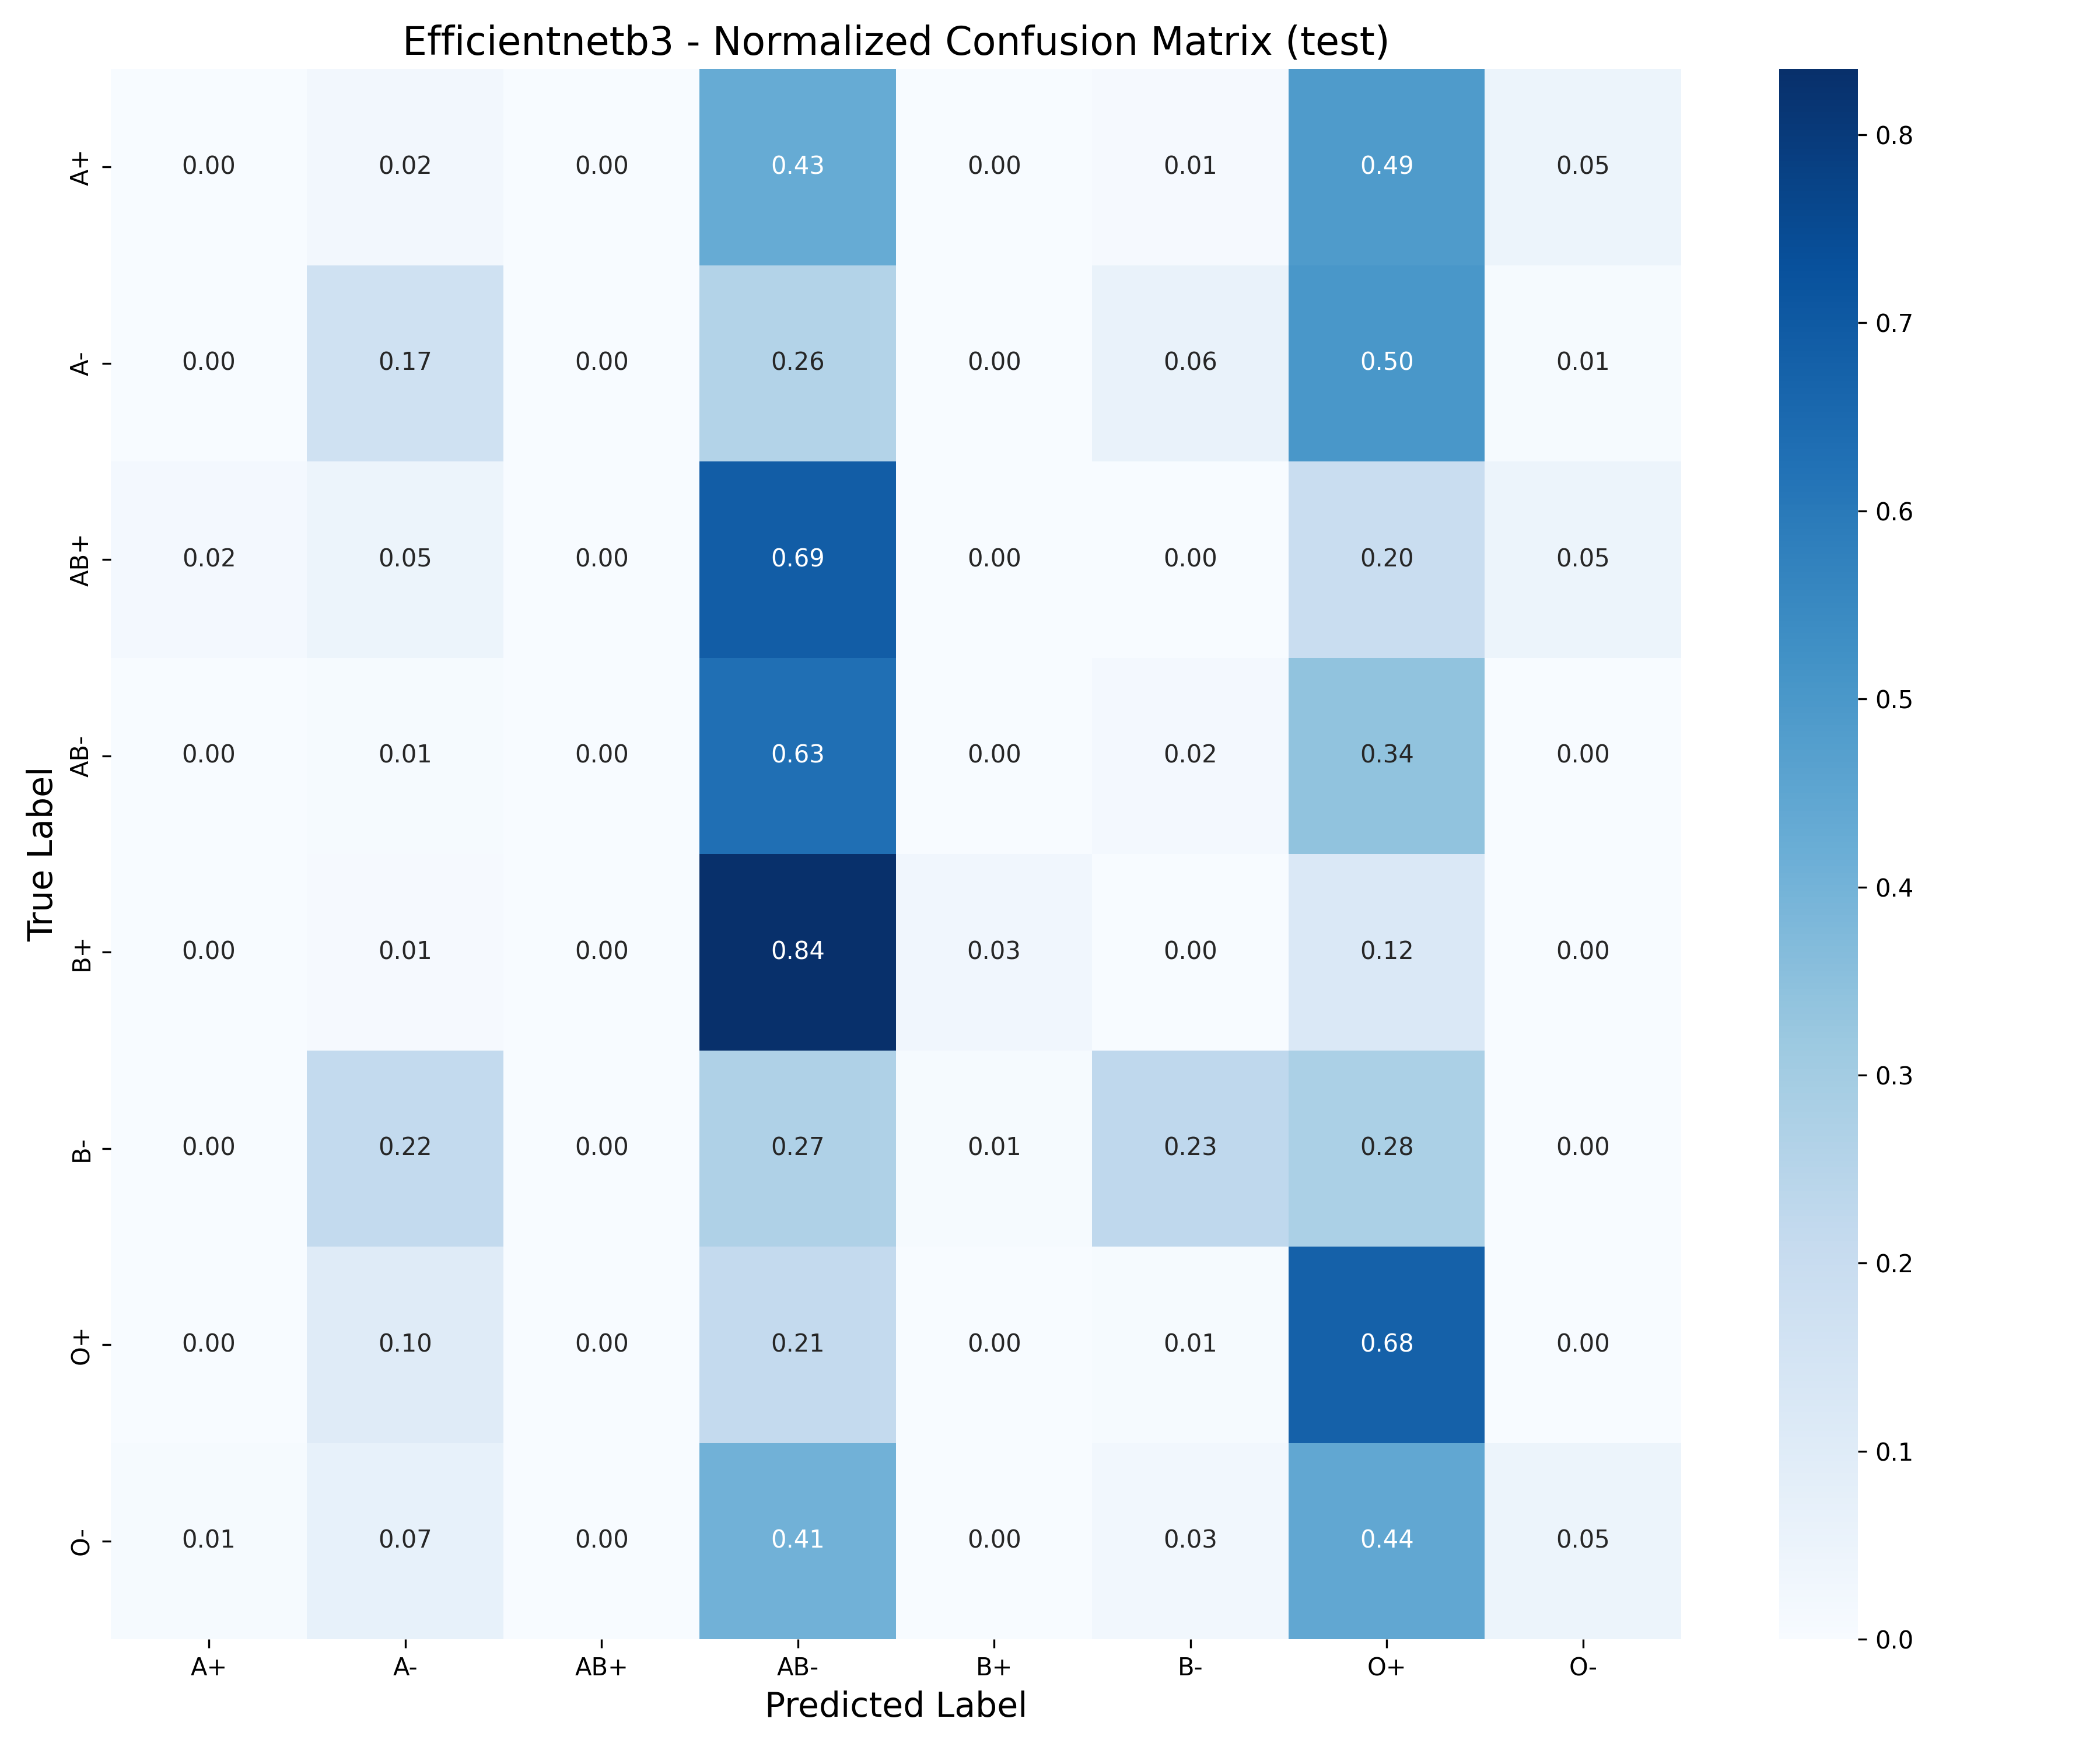 Efficientnetb3 - Normalized Confusion Matrix (test)
A+ 0.00 0.02 0.00 0.43 0.00 0.01 0.49 0.05
A- 0.00 0.17 0.00 0.26 0.00 0.06 0.50 0.01
AB+ 0.02 0.05 0.00 0.69 0.00 0.00 0.20 0.05
AB- 0.00 0.01 0.00 0.63 0.00 0.02 0.34 0.00
B+ 0.00 0.01 0.00 0.84 0.03 0.00 0.12 0.00
B- 0.00 0.22 0.00 0.27 0.01 0.23 0.28 0.00
O+ 0.00 0.10 0.00 0.21 0.00 0.01 0.68 0.00
O- 0.01 0.07 0.00 0.41 0.00 0.03 0.44 0.05
A+ A- AB+ AB- B+ B- O+ O-
True Label
Predicted Label
0.8
0.7
0.6
0.5
0.4
0.3
0.2
0.1
0.0